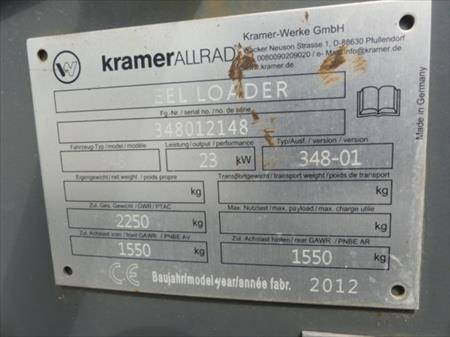 Kramer-Werke GmbH
cker Neuson Strasse 1, D-88630 Pfullendorf
0080090209020 / e- info@kramer.de
www.kramer.de
kramerALLRAD
EEL LOADER
Fg.-Nr. / serial no. / no. de série
348012148
Fahrzeug-Typ / model / modèle
Leistung / output / performance
23 kW
Typ/Ausf. / version / version
348-01
Eigengewicht / net weight / poids propre
kg
Transportgewicht / transport weight / poids de transport
kg
Zul. Ges. Gewicht / GWR / PTAC
2250 kg
Max. Nutzlast / max. payload / max. charge utile
kg
Zul. Achslast vorn / front GAWR / PNBE AV
1550 kg
Zul. Achslast hinten / rear GAWR / PNBE AR
1550 kg
CE
Baujahr/model-year/année fabr. 2012
Made in Germany